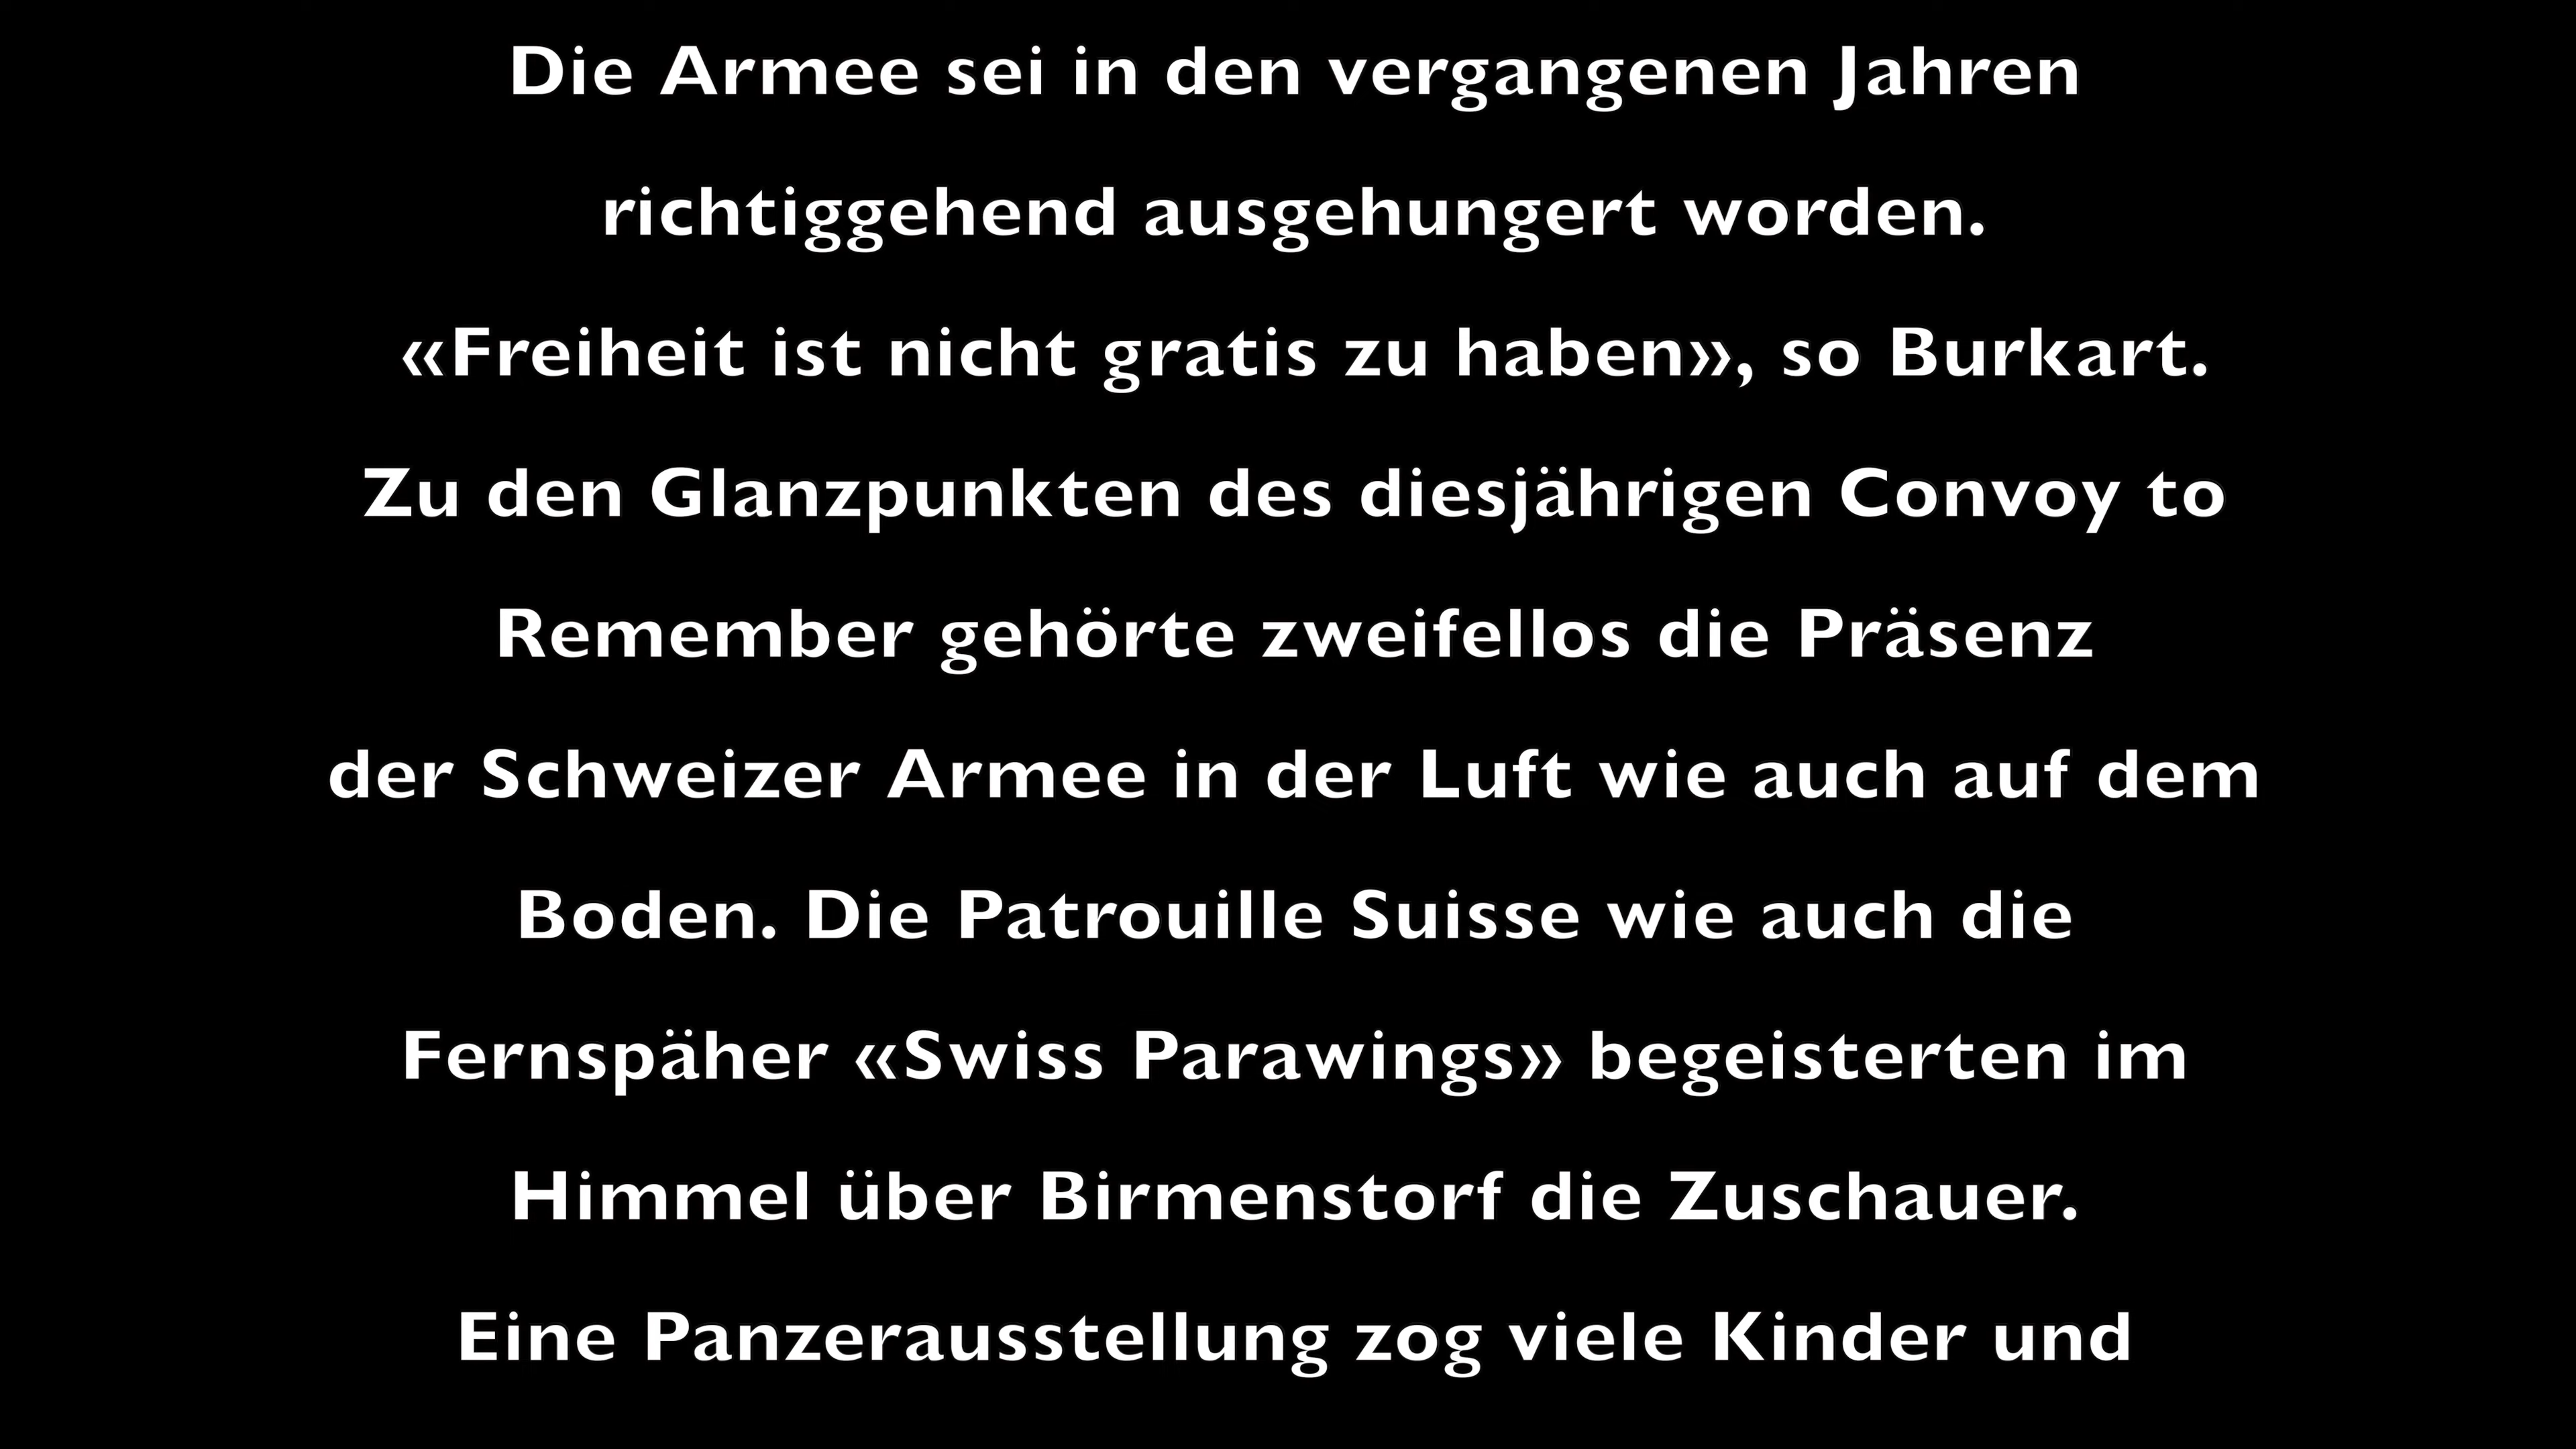 Die Armee sei in den vergangenen Jahren
richtiggehend ausgehungert worden.
«Freiheit ist nicht gratis zu haben», so Burkart.
Zu den Glanzpunkten des diesjährigen Convoy to
Remember gehörte zweifellos die Präsenz
der Schweizer Armee in der Luft wie auch auf dem
Boden. Die Patrouille Suisse wie auch die
Fernspäher «Swiss Parawings» begeisterten im
Himmel über Birmenstorf die Zuschauer.
Eine Panzerausstellung zog viele Kinder und